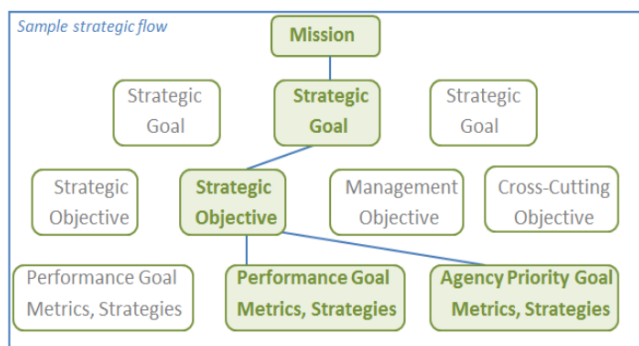 Sample strategic flow
Mission
Strategic
Goal
Strategic
Goal
Strategic
Goal
Strategic
Objective
Strategic
Objective
Management
Objective
Cross-Cutting
Objective
Performance Goal
Metrics, Strategies
Performance Goal
Metrics, Strategies
Agency Priority Goal
Metrics, Strategies